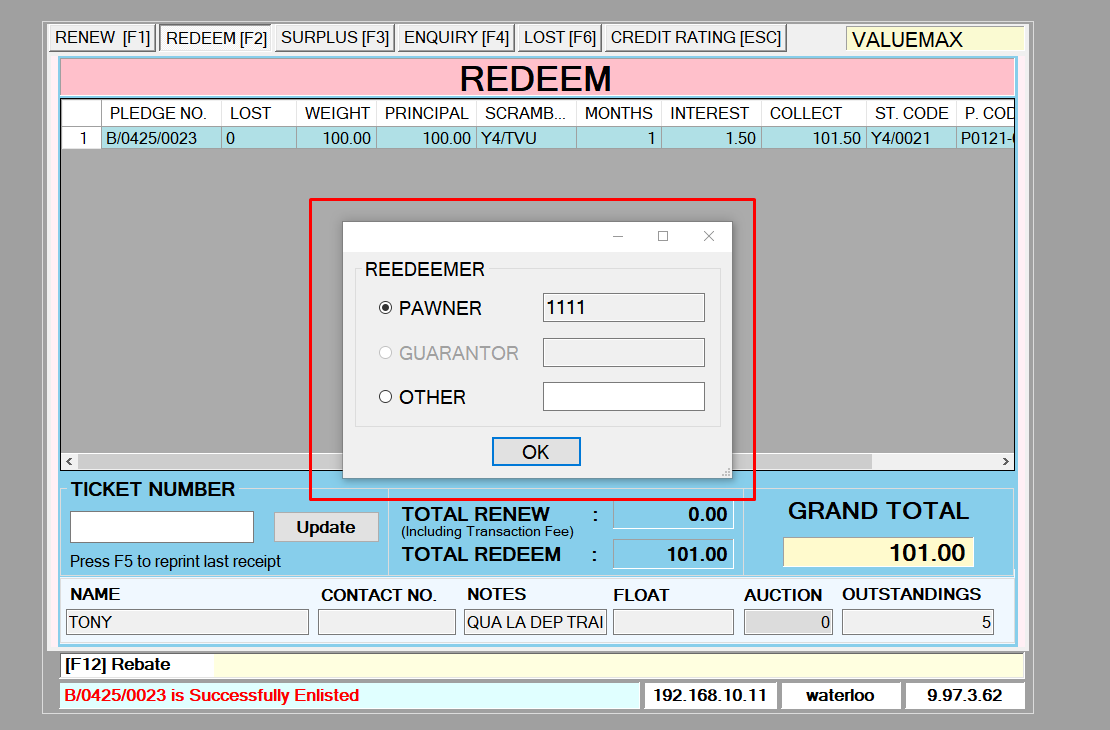 RENEW [F1] REDEEM [F2] SURPLUS [F3] ENQUIRY [F4] LOST [F6] CREDIT RATING [ESC] VALUEMAX
REDEEM
PLEDGE NO. LOST WEIGHT PRINCIPAL SCRAMB... MONTHS INTEREST COLLECT ST. CODE P. COD
1 B/0425/0023 0 100.00 100.00 Y4/TVU 1 1.50 101.50 Y4/0021 P0121-
REEDEEMER
PAWNER 1111
GUARANTOR
OTHER
OK
TICKET NUMBER
Update
Press F5 to reprint last receipt
TOTAL RENEW : 0.00
(Including Transaction Fee)
TOTAL REDEEM : 101.00
GRAND TOTAL
101.00
NAME CONTACT NO. NOTES FLOAT AUCTION OUTSTANDINGS
TONY QUA LA DEP TRAI 0 5
[F12] Rebate
B/0425/0023 is Successfully Enlisted 192.168.10.11 waterloo 9.97.3.62